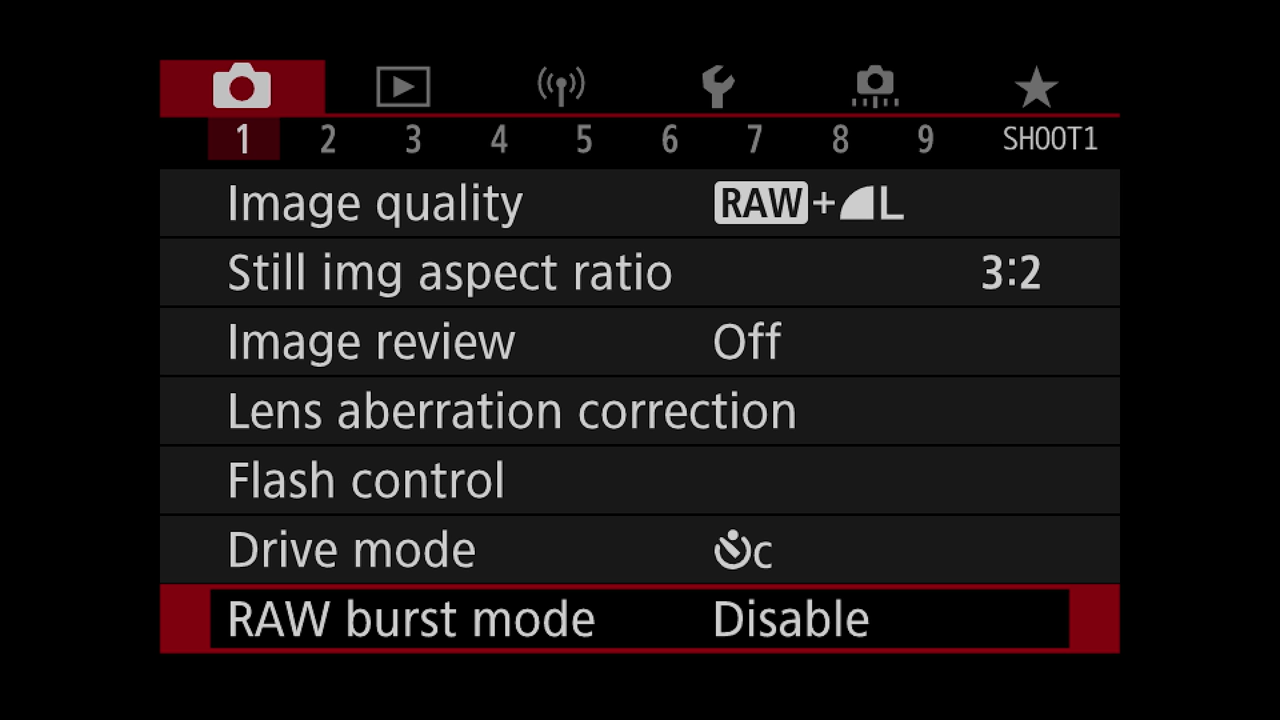 1 2 3 4 5 6 7 8 9 SHOOT1
Image quality RAW+L
Still img aspect ratio 3:2
Image review Off
Lens aberration correction
Flash control
Drive mode c
RAW burst mode Disable